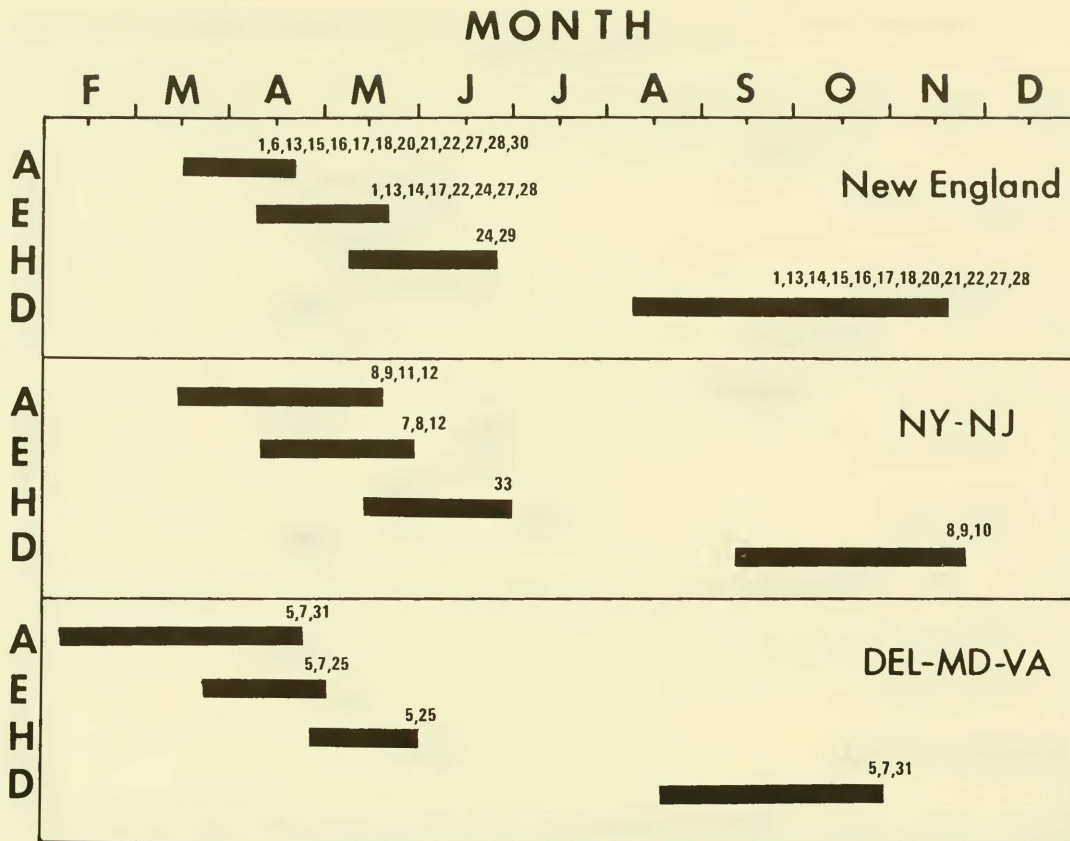 MONTH
F M A M J J A S O N D
A 1,6,13,15,16,17,18,20,21,22,27,28,30
New England
E 1,13,14,17,22,24,27,28
H 24,29
D 1,13,14,15,16,17,18,20,21,22,27,28
A 8,9,11,12
NY-NJ
E 7,8,12
H 33
D 8,9,10
A 5,7,31
DEL-MD-VA
E 5,7,25
H 5,25
D 5,7,31